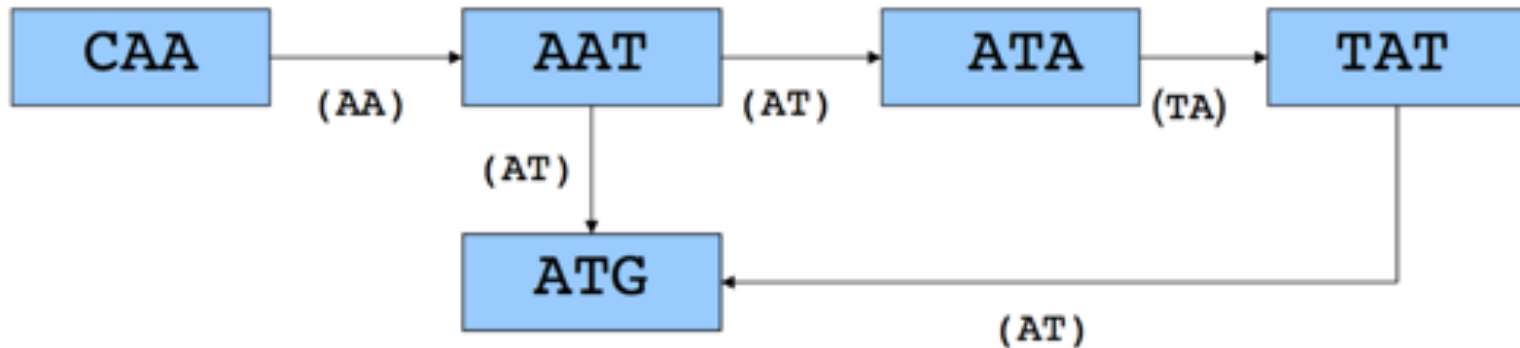 CAA AAT ATA TAT
(AA) (AT) (TA)
(AT)
ATG
(AT)